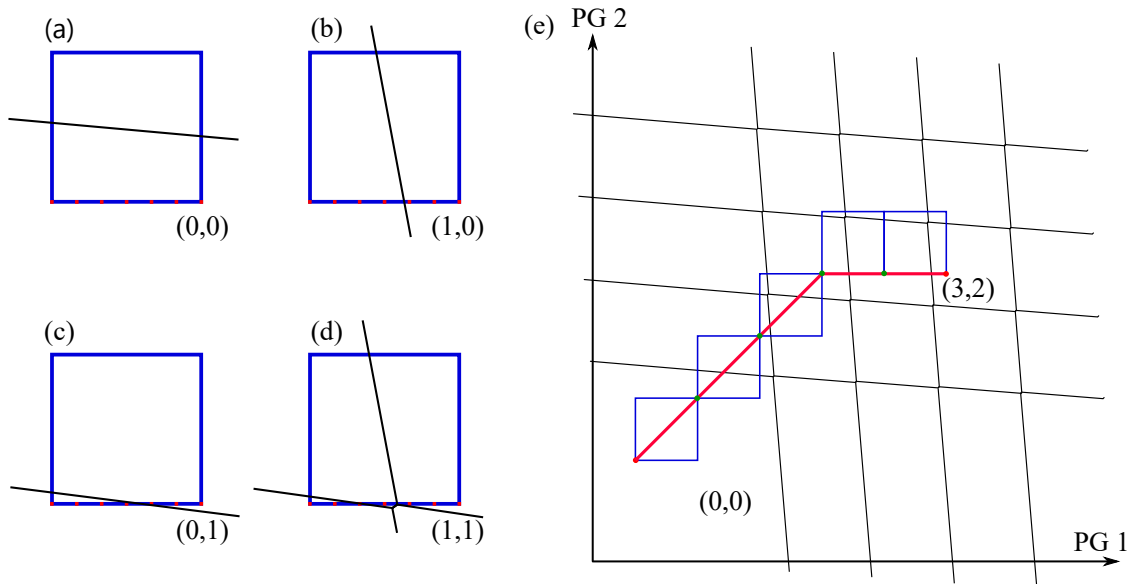 (a)
(0,0)
(b)
(1,0)
(c)
(0,1)
(d)
(1,1)
(e)
PG 2
(3,2)
(0,0)
PG 1